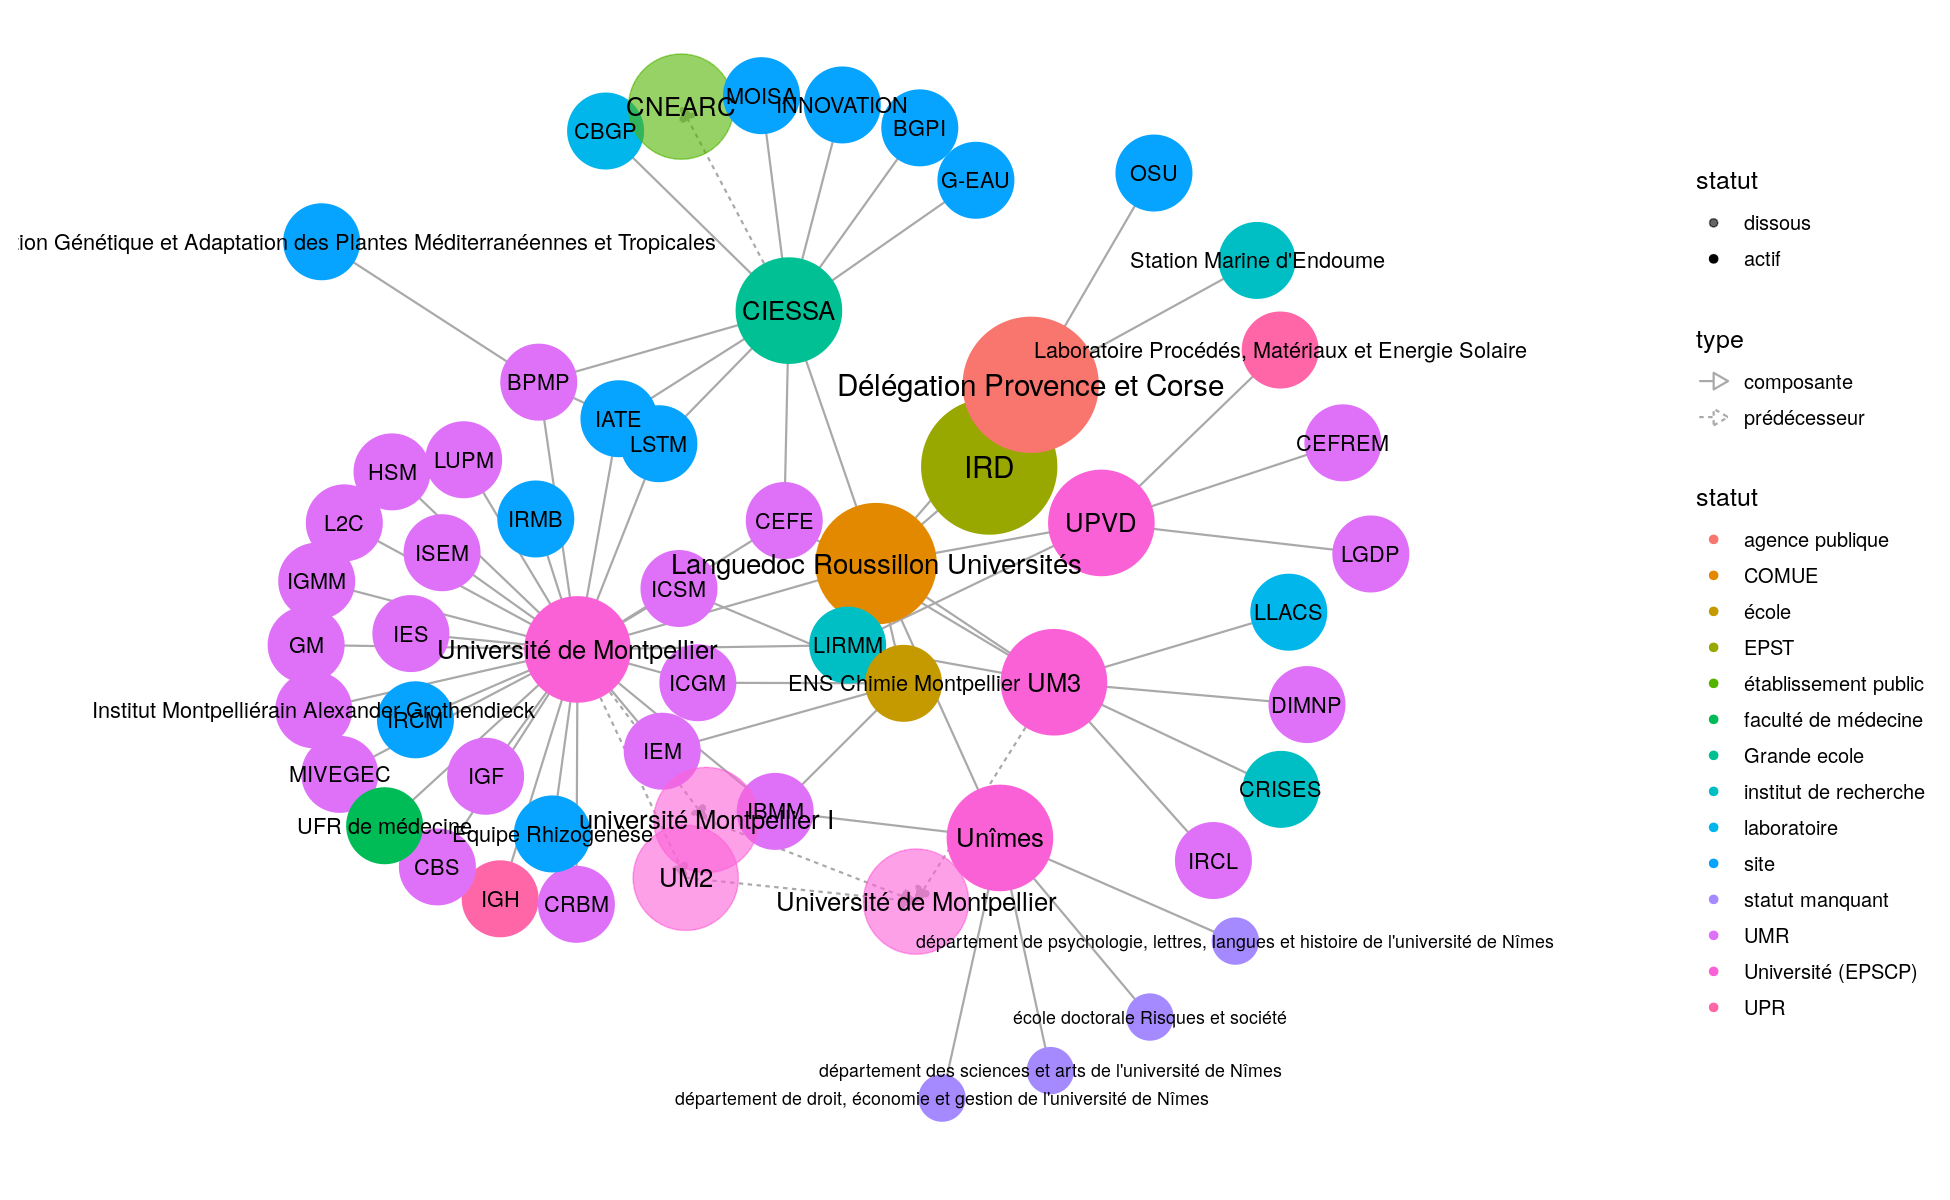 CNEARC
MOISA
INNOVATION
CBGP
BGPI
G-EAU
OSU
Génétique et Adaptation des Plantes Méditerranéennes et Tropicales
Station Marine d'Endoume
CIESSA
Laboratoire Procédés, Matériaux et Energie Solaire
BPMP
Délégation Provence et Corse
IATE
LSTM
CEFREM
LUPM
HSM
IRD
L2C
IRMB
CEFE
UPVD
ISEM
LGDP
Languedoc Roussillon Universités
IGMM
ICSM
LLACS
IES
GM
Université de Montpellier
LIRMM
ICGM
ENS Chimie Montpellier
UM3
DIMNP
Institut Montpelliérain Alexander Grothendieck
IRCM
IEM
MIVEGEC
IGF
CRISES
UFR de médecine
Equipe Rhizogenèse
université Montpellier I
IBMM
Unîmes
CBS
UM2
IRCL
IGH
CRBM
Université de Montpellier
département de psychologie, lettres, langues et histoire de l'université de Nîmes
école doctorale Risques et société
département des sciences et arts de l'université de Nîmes
département de droit, économie et gestion de l'université de Nîmes
statut
dissous
actif
type
composante
prédécesseur
statut
agence publique
COMUE
école
EPST
établissement public
faculté de médecine
Grande ecole
institut de recherche
laboratoire
site
statut manquant
UMR
Université (EPSCP)
UPR